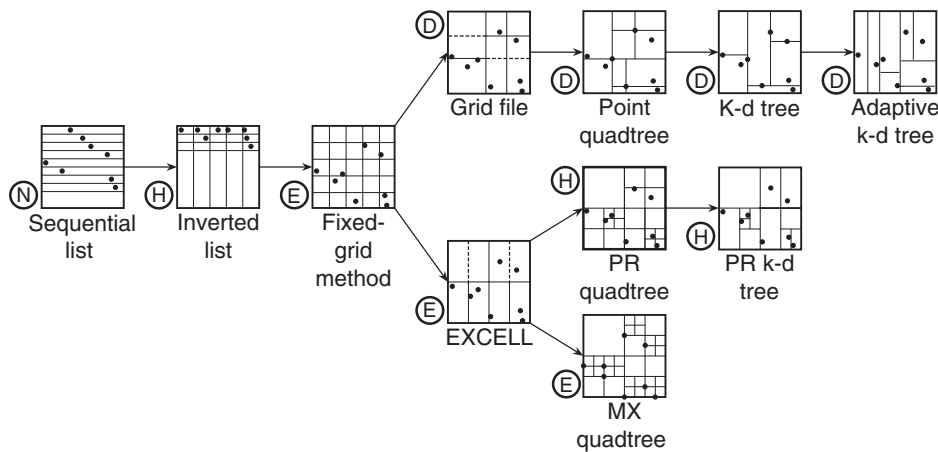 D
Grid file
D
Point
quadtree
D
K-d tree
D
Adaptive
k-d tree
N
Sequential
list
H
Inverted
list
E
Fixed-
grid
method
H
PR
quadtree
H
PR k-d
tree
E
EXCELL
E
MX
quadtree